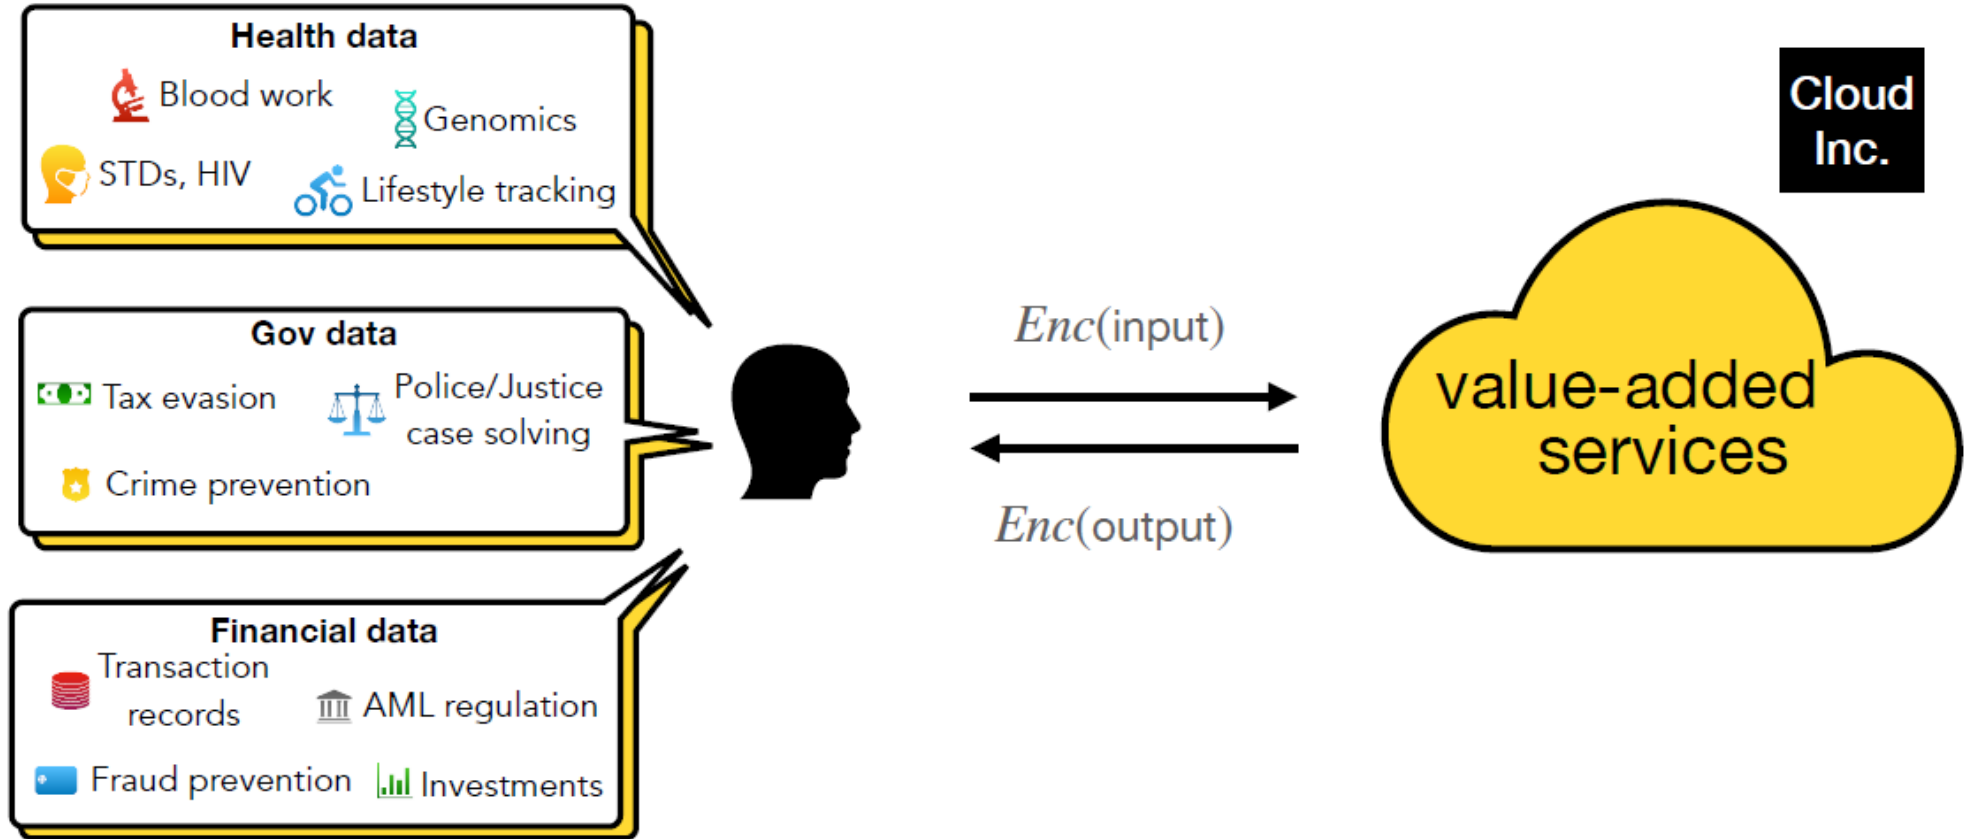 Health data
Blood work
Genomics
STDs, HIV
Lifestyle tracking
Gov data
Tax evasion
Police/Justice
case solving
Crime prevention
Financial data
Transaction
records
AML regulation
Fraud prevention
Investments
Enc(input)
Enc(output)
Cloud
Inc.
value-added
services